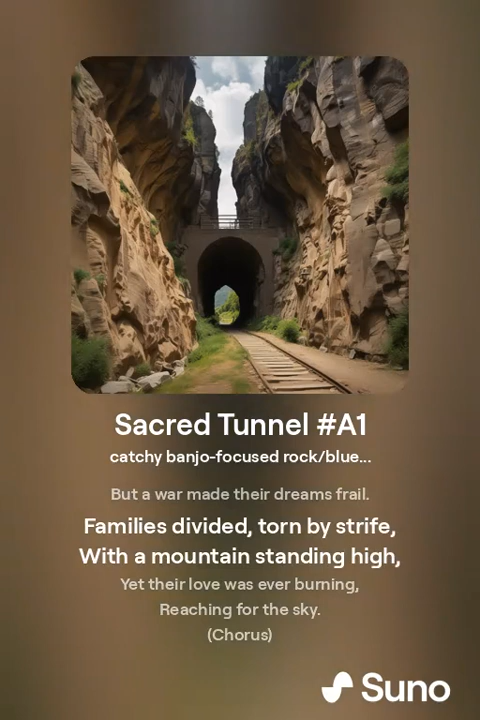 Sacred Tunnel #A1
catchy banjo-focused rock/blue...
But a war made their dreams frail.
Families divided, torn by strife,
With a mountain standing high,
Yet their love was ever burning,
Reaching for the sky.
(Chorus)
Suno